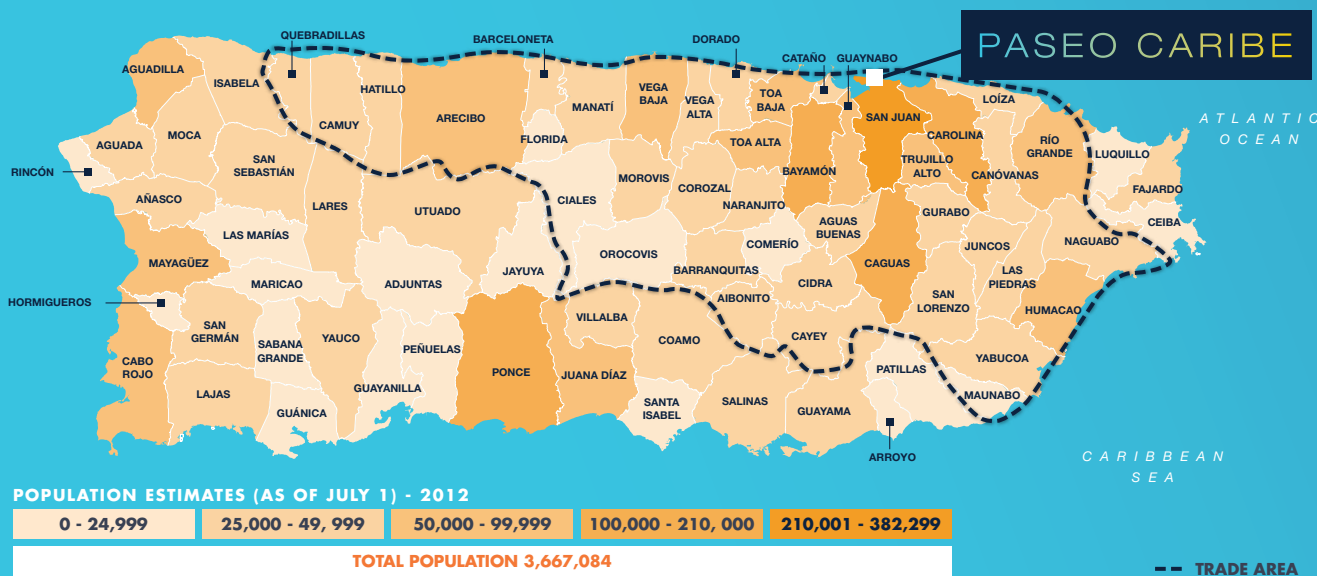 PASEO CARIBE
QUEBRADILLAS
BARCELONETA
DORADO
CATAÑO
GUAYNABO
AGUADILLA
ISABELA
HATILLO
VEGA
BAJA
VEGA
ALTA
TOA
BAJA
LOÍZA
MANATÍ
ARECIBO
CAMUY
SAN JUAN
CAROLINA
ATLANTIC
OCEAN
MOCA
AGUADA
FLORIDA
TOA ALTA
RÍO
GRANDE
LUQUILLO
RINCÓN
SAN
SEBASTIÁN
BAYAMÓN
TRUJILLO
ALTO
CANÓVANAS
MOROVIS
COROZAL
FAJARDO
AÑASCO
LARES
UTUADO
CIALES
NARANJITO
GURABO
CEIBA
LAS MARÍAS
AGUAS
BUENAS
COMERÍO
JUNCOS
NAGUABO
MAYAGÜEZ
OROCOVIS
CAGUAS
JAYUYA
BARRANQUITAS
LAS
PIEDRAS
MARICAO
ADJUNTAS
CIDRA
HORMIGUEROS
AIBONITO
SAN
LORENZO
HUMACAO
VILLALBA
SAN
GERMÁN
YAUCO
COAMO
CAYEY
SABANA
GRANDE
PEÑUELAS
YABUCOA
CABO
ROJO
PONCE
JUANA DÍAZ
PATILLAS
LAJAS
GUAYANILLA
MAUNABO
GUÁNICA
SANTA
ISABEL
SALINAS
GUAYAMA
ARROYO
CARIBBEAN
SEA
POPULATION ESTIMATES (AS OF JULY 1) - 2012
0 - 24,999
25,000 - 49, 999
50,000 - 99,999
100,000 - 210, 000
210,001 - 382,299
TOTAL POPULATION 3,667,084
TRADE AREA